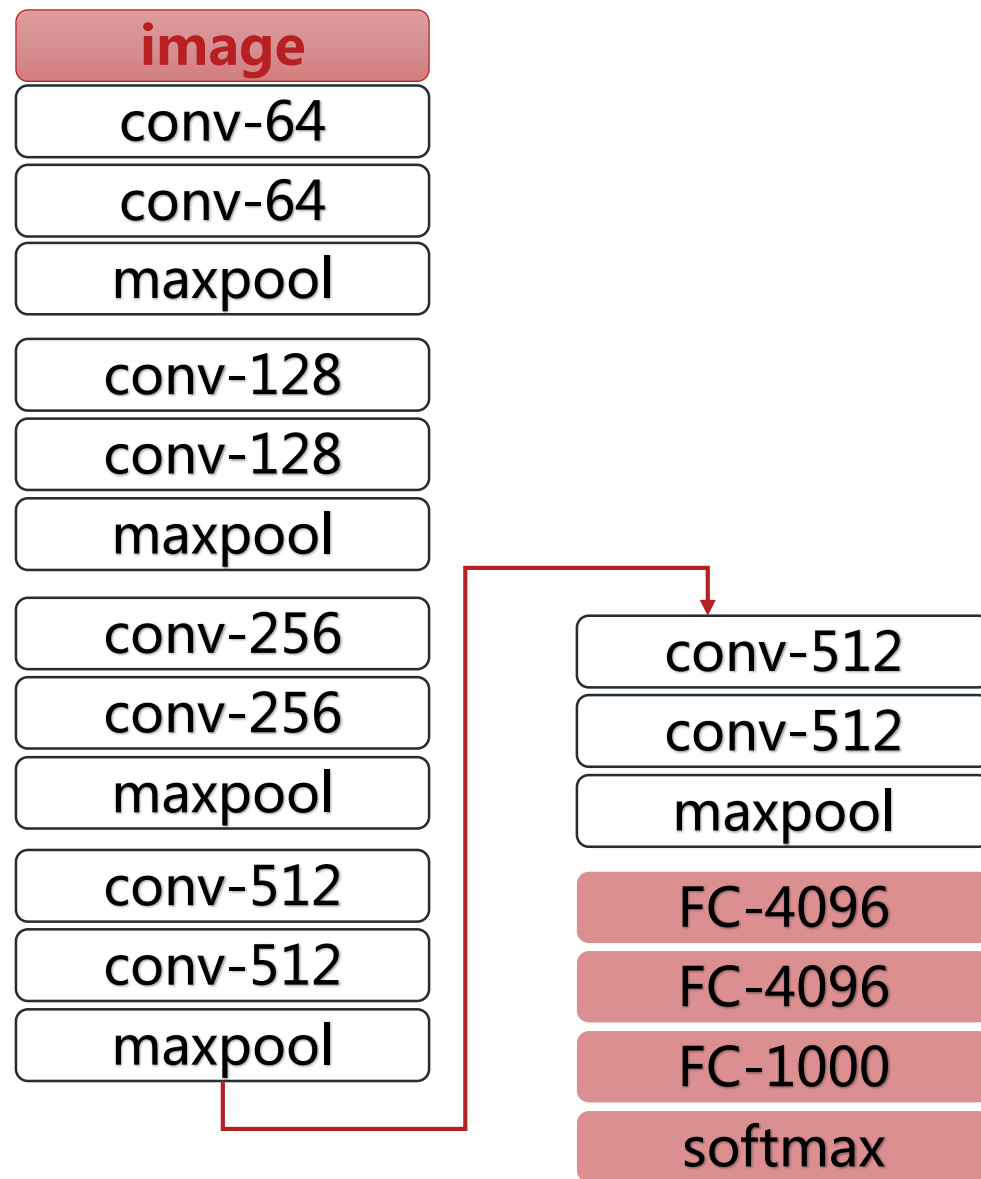 image
conv-64
conv-64
maxpool
conv-128
conv-128
maxpool
conv-256
conv-256
maxpool
conv-512
conv-512
maxpool
conv-512
conv-512
maxpool
FC-4096
FC-4096
FC-1000
softmax